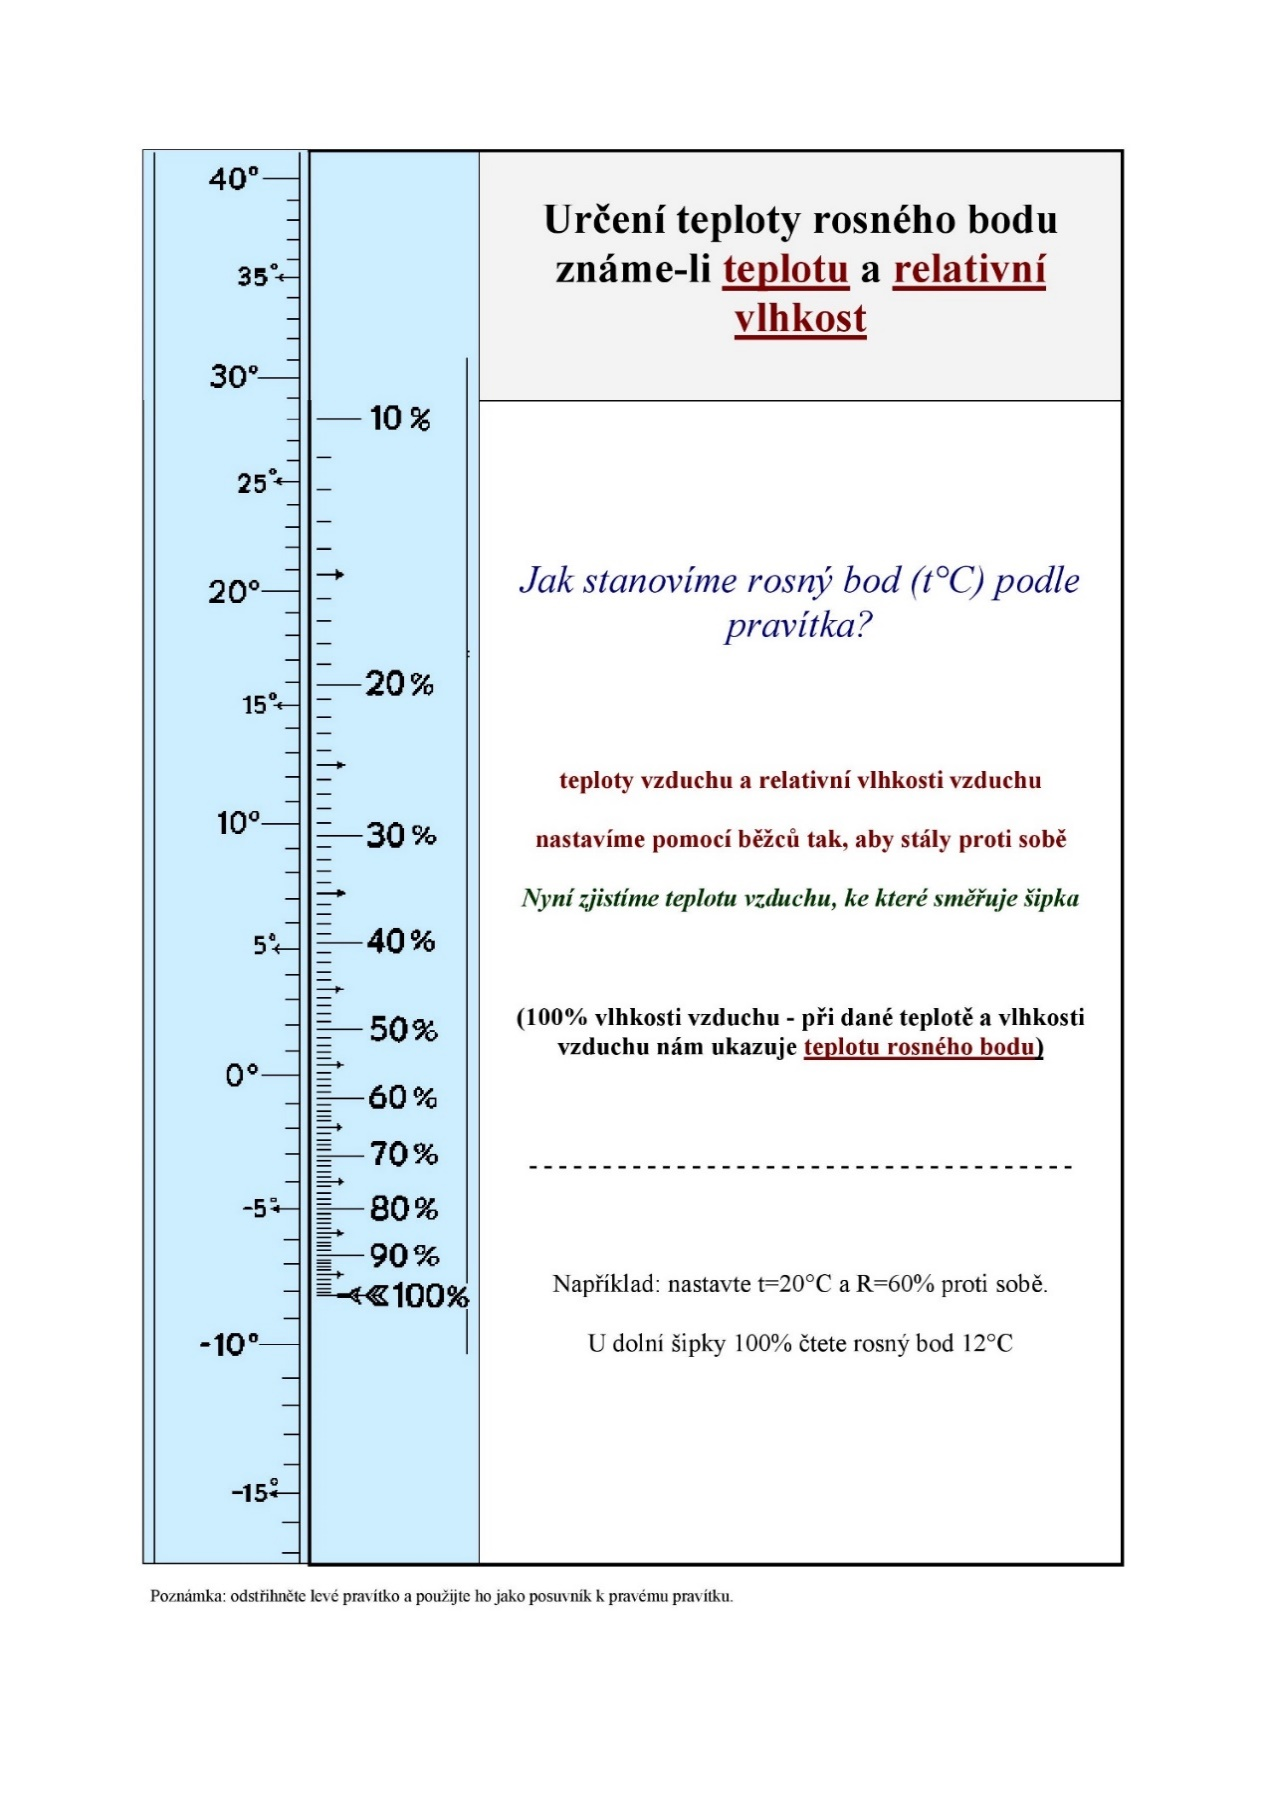 Určení teploty rosného bodu
známe-li teplotu a relativní
vlhkost
40°
35°
30°
25°
20°
15°
10°
5°
0°
-5°
-10°
-15°
10%
20%
30%
40%
50%
60%
70%
80%
90%
100%
Jak stanovíme rosný bod (t°C) podle
pravítka?
teploty vzduchu a relativní vlhkosti vzduchu
nastavíme pomocí běžců tak, aby stály proti sobě
Nyní zjistíme teplotu vzduchu, ke které směřuje šipka
(100% vlhkosti vzduchu - při dané teplotě a vlhkosti
vzduchu nám ukazuje teplotu rosného bodu)
Například: nastavte t=20°C a R=60% proti sobě.
U dolní šipky 100% čtete rosný bod 12°C
Poznámka: odstřihněte levé pravítko a použijte ho jako posuvník k pravému pravítku.